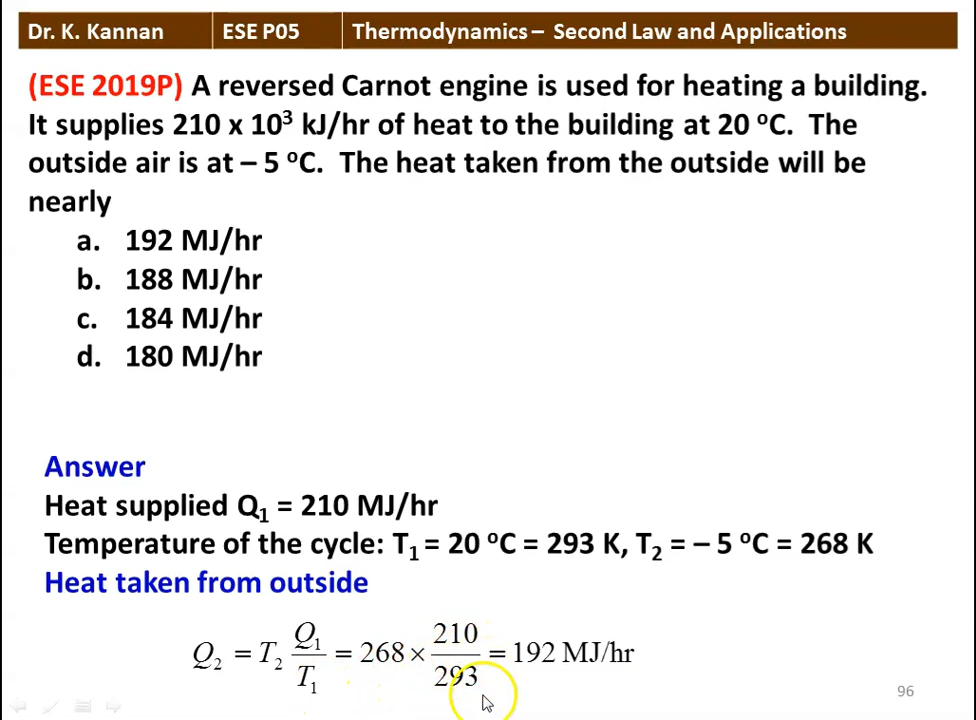 Dr. K. Kannan ESE P05 Thermodynamics – Second Law and Applications
(ESE 2019P) A reversed Carnot engine is used for heating a building.
It supplies 210 x 10³ kJ/hr of heat to the building at 20 ºC. The
outside air is at – 5 ºC. The heat taken from the outside will be
nearly
a. 192 MJ/hr
b. 188 MJ/hr
c. 184 MJ/hr
d. 180 MJ/hr
Answer
Heat supplied Q₁ = 210 MJ/hr
Temperature of the cycle: T₁ = 20 ºC = 293 K, T₂ = – 5 ºC = 268 K
Heat taken from outside
Q₂ = T₂ Q₁/T₁ = 268 × 210/293 = 192 MJ/hr
96